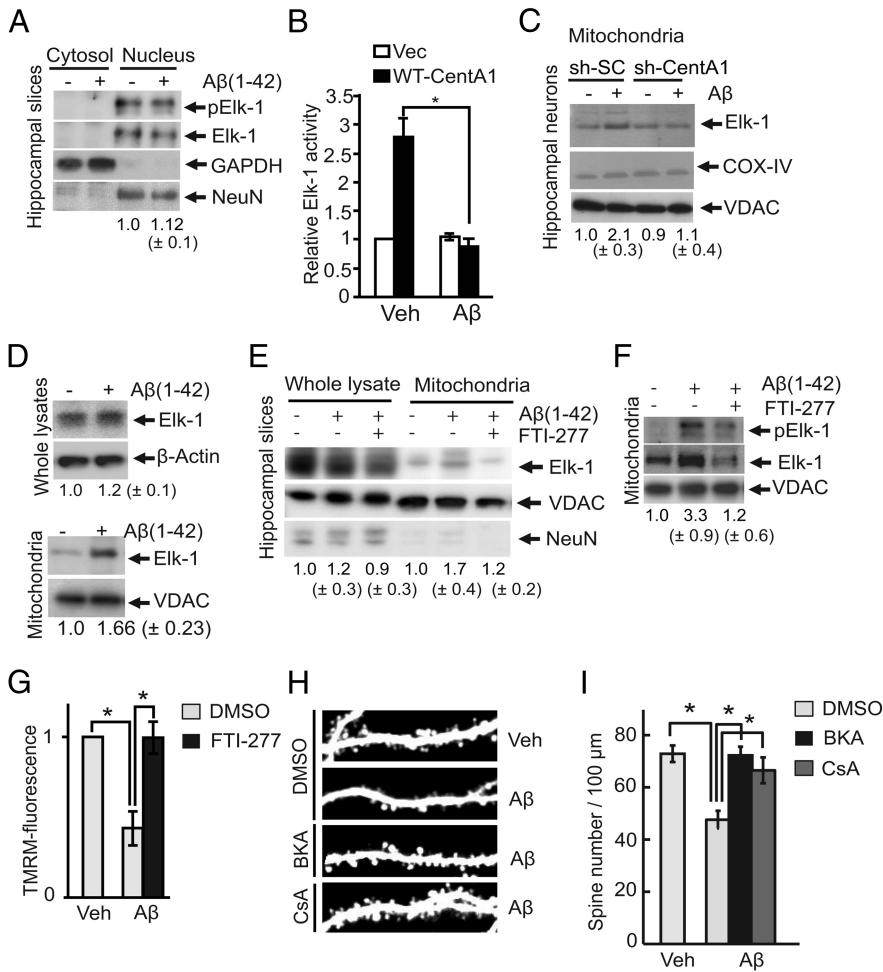 A
Cytosol Nucleus
- + - + Aβ(1-42)
Hippocampal slices
pElk-1
Elk-1
GAPDH
NeuN
1.0 1.12
(± 0.1)
B
Vec
WT-CentA1
Relative Elk-1 activity
3.5
3
2.5
2
1.5
1
0.5
0
*
Veh Aβ
C
Mitochondria
sh-SC sh-CentA1
- + - + Aβ
Hippocampal neurons
Elk-1
COX-IV
VDAC
1.0 2.1 0.9 1.1
(± 0.3) (± 0.4)
D
- + Aβ(1-42)
Whole lysates
Elk-1
β-Actin
1.0 1.2 (± 0.1)
- + Aβ(1-42)
Mitochondria
Elk-1
VDAC
1.0 1.66 (± 0.23)
E
Whole lysate Mitochondria
- + + - + + Aβ(1-42)
- - + - - + FTI-277
Hippocampal slices
Elk-1
VDAC
NeuN
1.0 1.2 0.9 1.0 1.7 1.2
(± 0.3) (± 0.3) (± 0.4) (± 0.2)
F
- + + Aβ(1-42)
- - + FTI-277
Mitochondria
pElk-1
Elk-1
VDAC
1.0 3.3 1.2
(± 0.9) (± 0.6)
G
TMRM-fluorescence
1
0
* *
DMSO
FTI-277
Veh Aβ
H
DMSO
BKA
CsA
Veh
Aβ
Aβ
Aβ
I
Spine number / 100 μm
80
60
40
20
0
* * *
DMSO
BKA
CsA
Veh Aβ